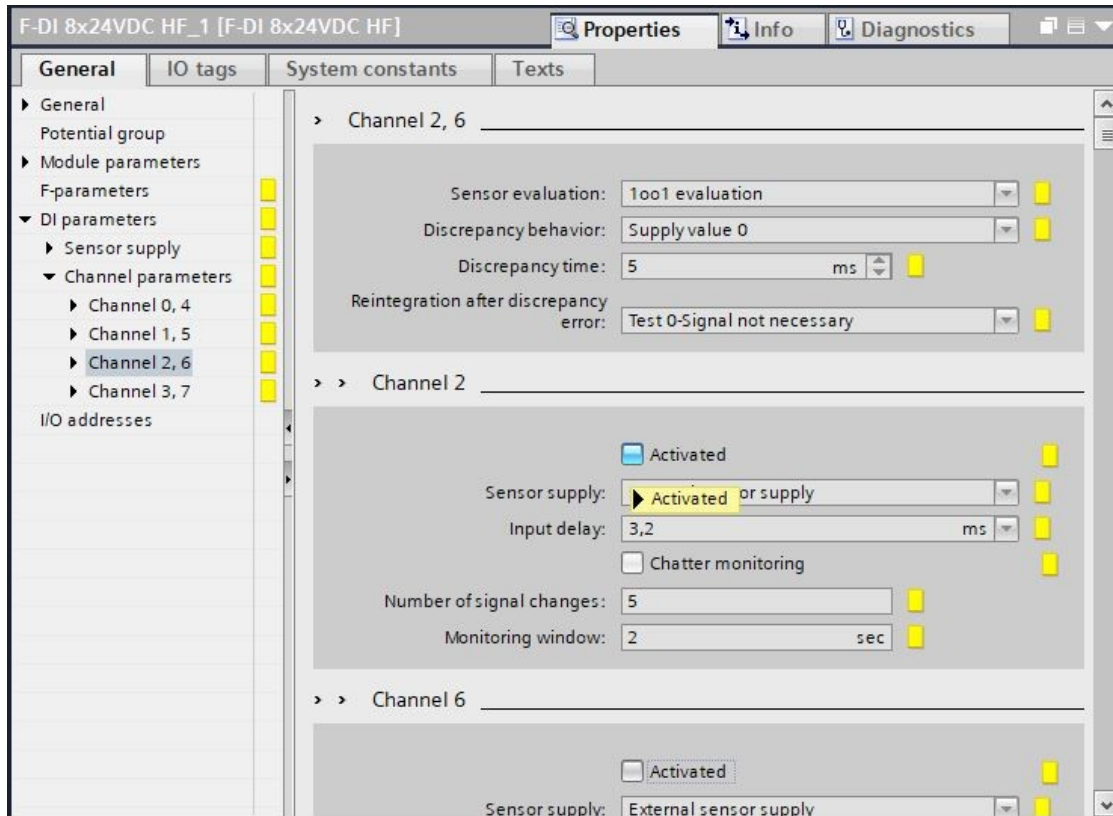 F-DI 8x24VDC HF_1 [F-DI 8x24VDC HF]
Properties
Info
Diagnostics
General
IO tags
System constants
Texts
General
Potential group
Module parameters
F-parameters
DI parameters
Sensor supply
Channel parameters
Channel 0, 4
Channel 1, 5
Channel 2, 6
Channel 3, 7
I/O addresses
Channel 2, 6
Sensor evaluation: 1oo1 evaluation
Discrepancy behavior: Supply value 0
Discrepancy time: 5 ms
Reintegration after discrepancy
error: Test 0-Signal not necessary
Channel 2
Activated
Sensor supply: or supply
Activated
Input delay: 3,2 ms
Chatter monitoring
Number of signal changes: 5
Monitoring window: 2 sec
Channel 6
Activated
Sensor supply: External sensor supply